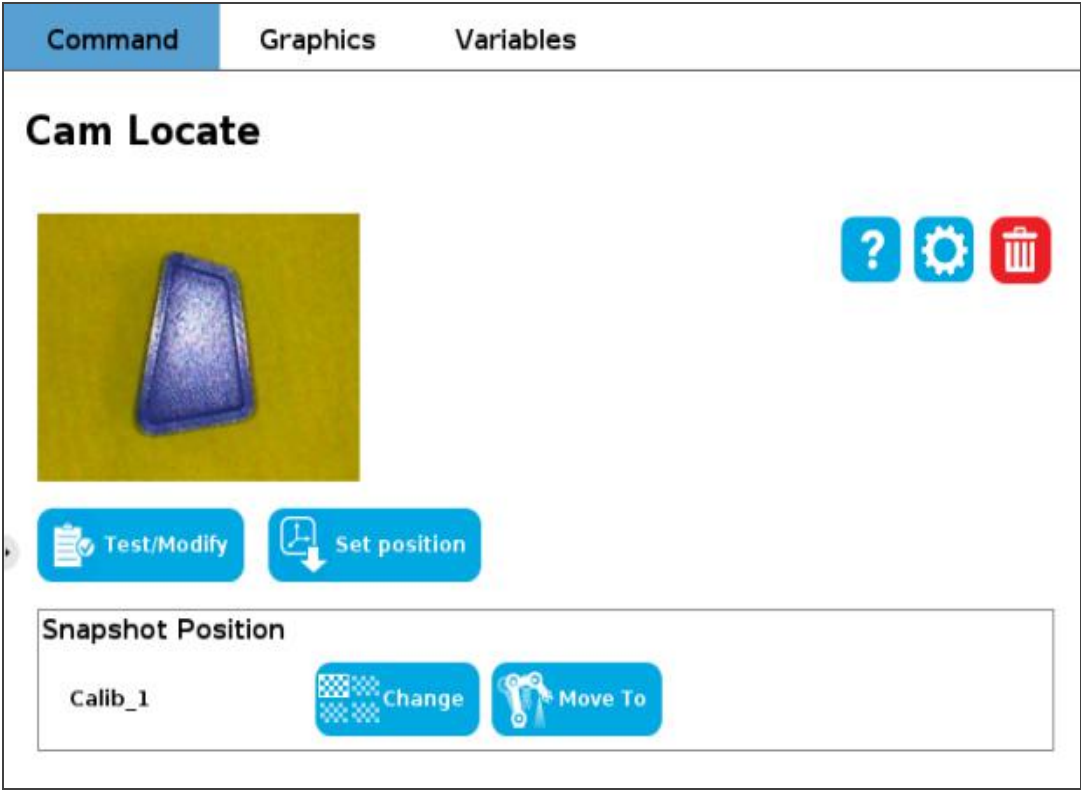 Command Graphics Variables
Cam Locate
?
Test/Modify Set position
Snapshot Position
Calib_1 Change Move To